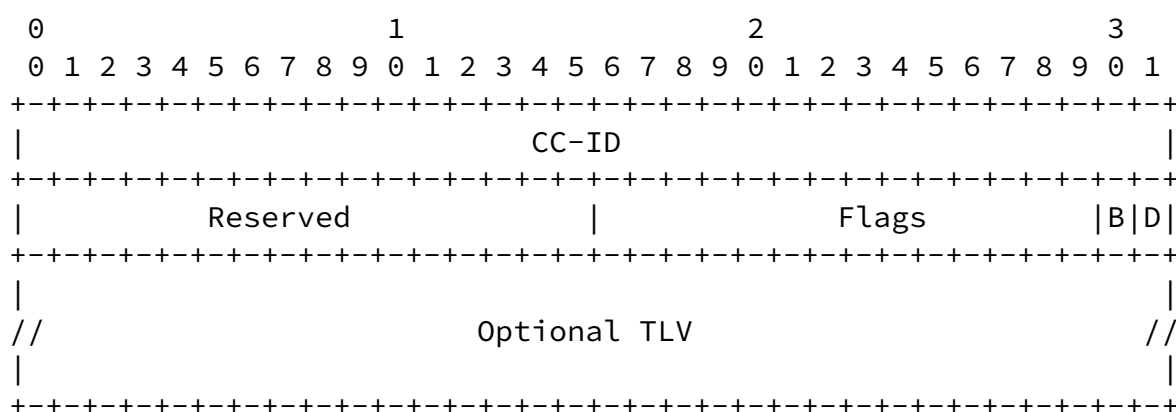 0                   1                   2                   3
 0 1 2 3 4 5 6 7 8 9 0 1 2 3 4 5 6 7 8 9 0 1 2 3 4 5 6 7 8 9 0 1
+-+-+-+-+-+-+-+-+-+-+-+-+-+-+-+-+-+-+-+-+-+-+-+-+-+-+-+-+-+-+-+-+
|                            CC-ID                              |
+-+-+-+-+-+-+-+-+-+-+-+-+-+-+-+-+-+-+-+-+-+-+-+-+-+-+-+-+-+-+-+-+
|          Reserved             |             Flags         |B|D|
+-+-+-+-+-+-+-+-+-+-+-+-+-+-+-+-+-+-+-+-+-+-+-+-+-+-+-+-+-+-+-+-+
|                                                               |
//                        Optional TLV                         //
|                                                               |
+-+-+-+-+-+-+-+-+-+-+-+-+-+-+-+-+-+-+-+-+-+-+-+-+-+-+-+-+-+-+-+-+